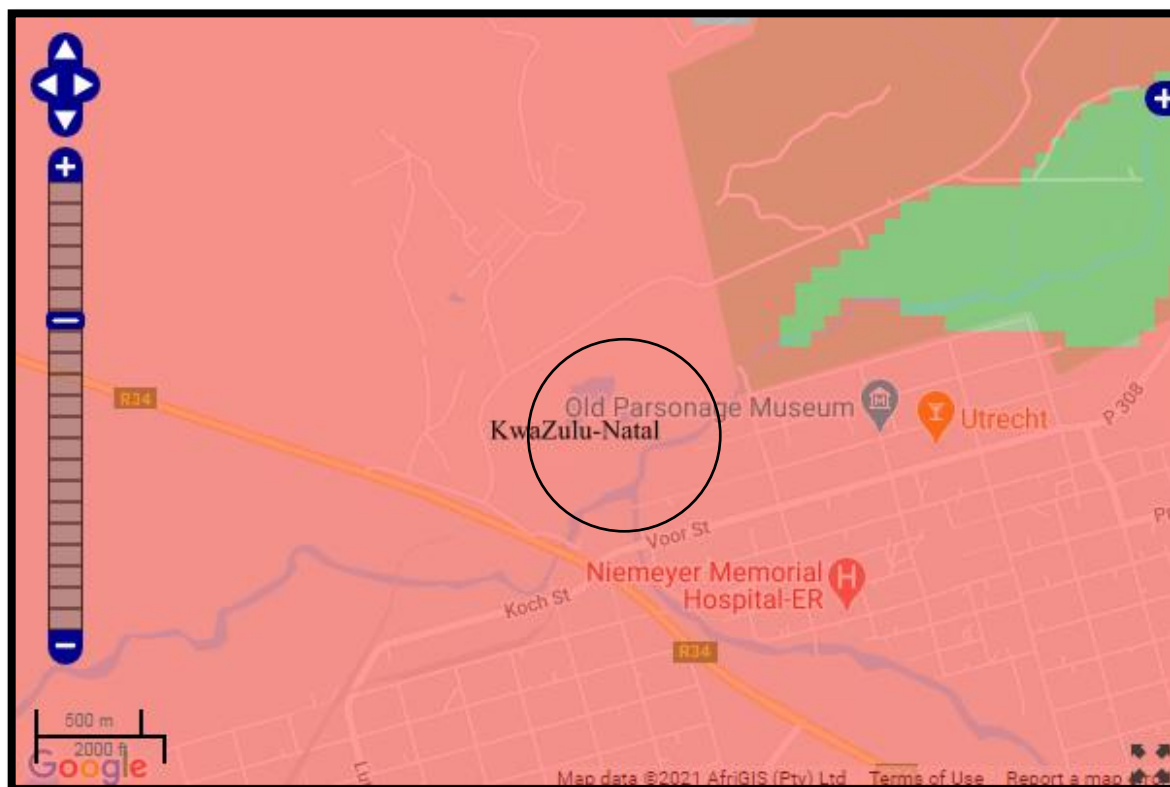 R34
Old Parsonage Museum
KwaZulu-Natal
Utrecht
P 308
Voor St
Niemeyer Memorial
Hospital-ER
Koch St
R34
500 m
2000 ft
Google
Map data ©2021 AfriGIS (Pty) Ltd Terms of Use Report a map